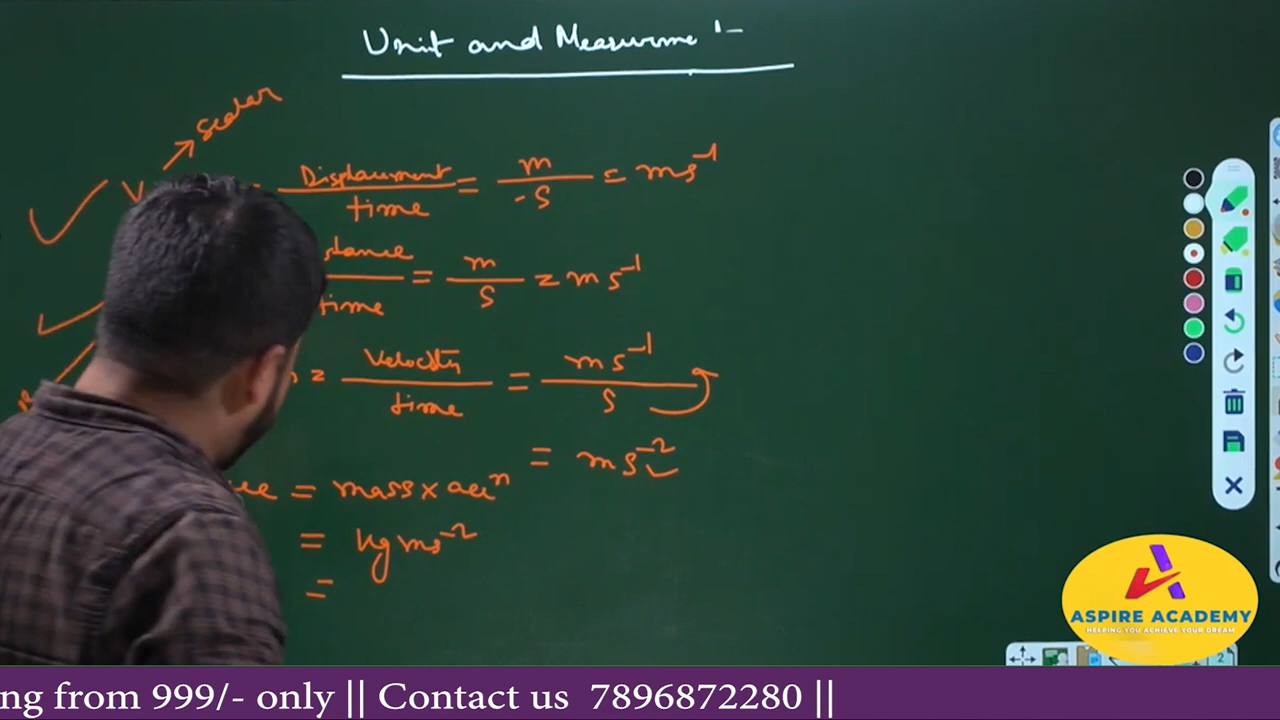 Unit and Measurme :-
scalar
V
Displacement / time = m / s = ms⁻¹
stance / time = m / s = ms⁻¹
n = Velocity / time = ms⁻¹ / s
= ms⁻²
ce = mass × accⁿ
= kg ms⁻²
=
ASPIRE ACADEMY
HELPING YOU ACHIEVE YOUR DREAM
ng from 999/- only || Contact us 7896872280 ||